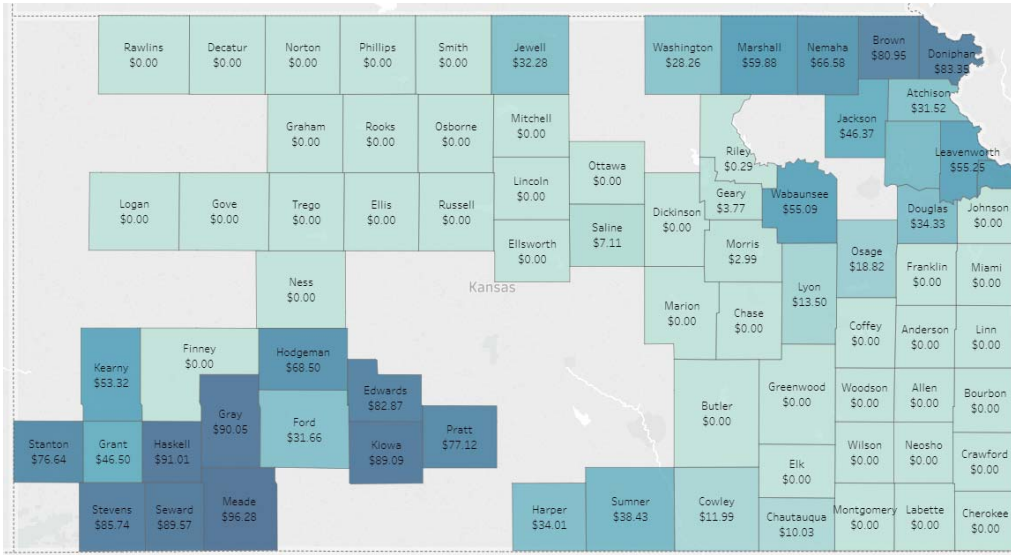 Rawlins
$0.00
Decatur
$0.00
Norton
$0.00
Phillips
$0.00
Smith
$0.00
Jewell
$32.28
Washington
$28.26
Marshall
$59.88
Nemaha
$66.58
Brown
$80.95
Doniphan
$83.35
Atchison
$31.52
Jackson
$46.37
Graham
$0.00
Rooks
$0.00
Osborne
$0.00
Mitchell
$0.00
Ottawa
$0.00
Riley
$0.29
Leavenworth
$55.25
Logan
$0.00
Gove
$0.00
Trego
$0.00
Ellis
$0.00
Russell
$0.00
Lincoln
$0.00
Saline
$7.11
Dickinson
$0.00
Geary
$3.77
Wabaunsee
$55.09
Douglas
$34.33
Johnson
$0.00
Ellsworth
$0.00
Morris
$2.99
Osage
$18.82
Franklin
$0.00
Miami
$0.00
Ness
$0.00
Kansas
Lyon
$13.50
Marion
$0.00
Chase
$0.00
Coffey
$0.00
Anderson
$0.00
Linn
$0.00
Kearny
$53.32
Finney
$0.00
Hodgeman
$68.50
Edwards
$82.87
Greenwood
$0.00
Woodson
$0.00
Allen
$0.00
Bourbon
$0.00
Butler
$0.00
Gray
$90.05
Ford
$31.66
Pratt
$77.12
Stanton
$76.64
Grant
$46.50
Haskell
$91.01
Kiowa
$89.09
Wilson
$0.00
Neosho
$0.00
Crawford
$0.00
Elk
$0.00
Stevens
$85.74
Seward
$89.57
Meade
$96.28
Harper
$34.01
Sumner
$38.43
Cowley
$11.99
Chautauqua
$10.03
Montgomery
$0.00
Labette
$0.00
Cherokee
$0.00